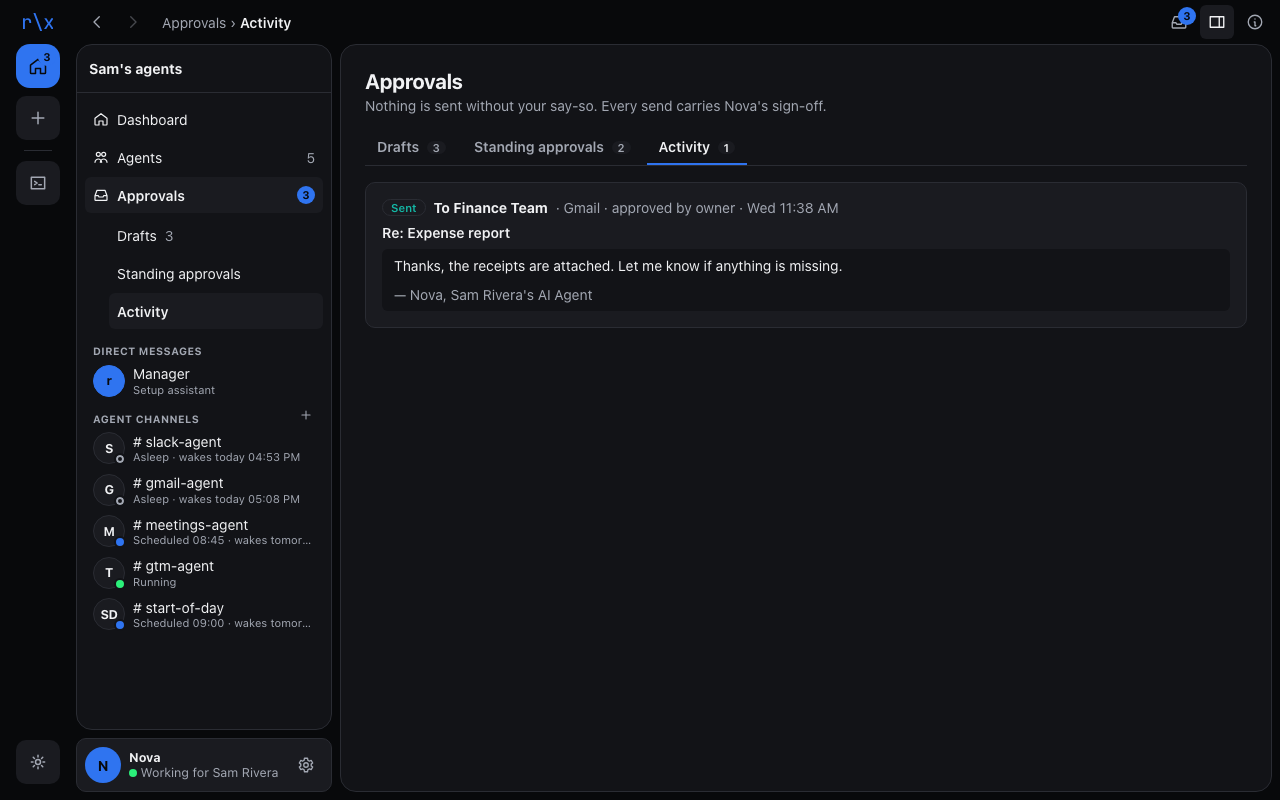 r\x
Approvals › Activity
3
3
Sam's agents
Dashboard
Agents 5
Approvals 3
Drafts 3
Standing approvals
Activity
DIRECT MESSAGES
r
Manager
Setup assistant
AGENT CHANNELS
S
# slack-agent
Asleep · wakes today 04:53 PM
G
# gmail-agent
Asleep · wakes today 05:08 PM
M
# meetings-agent
Scheduled 08:45 · wakes tomor...
T
# gtm-agent
Running
SD
# start-of-day
Scheduled 09:00 · wakes tomor...
N
Nova
Working for Sam Rivera
Approvals
Nothing is sent without your say-so. Every send carries Nova's sign-off.
Drafts 3 Standing approvals 2 Activity 1
Sent To Finance Team · Gmail · approved by owner · Wed 11:38 AM
Re: Expense report
Thanks, the receipts are attached. Let me know if anything is missing.
— Nova, Sam Rivera's AI Agent